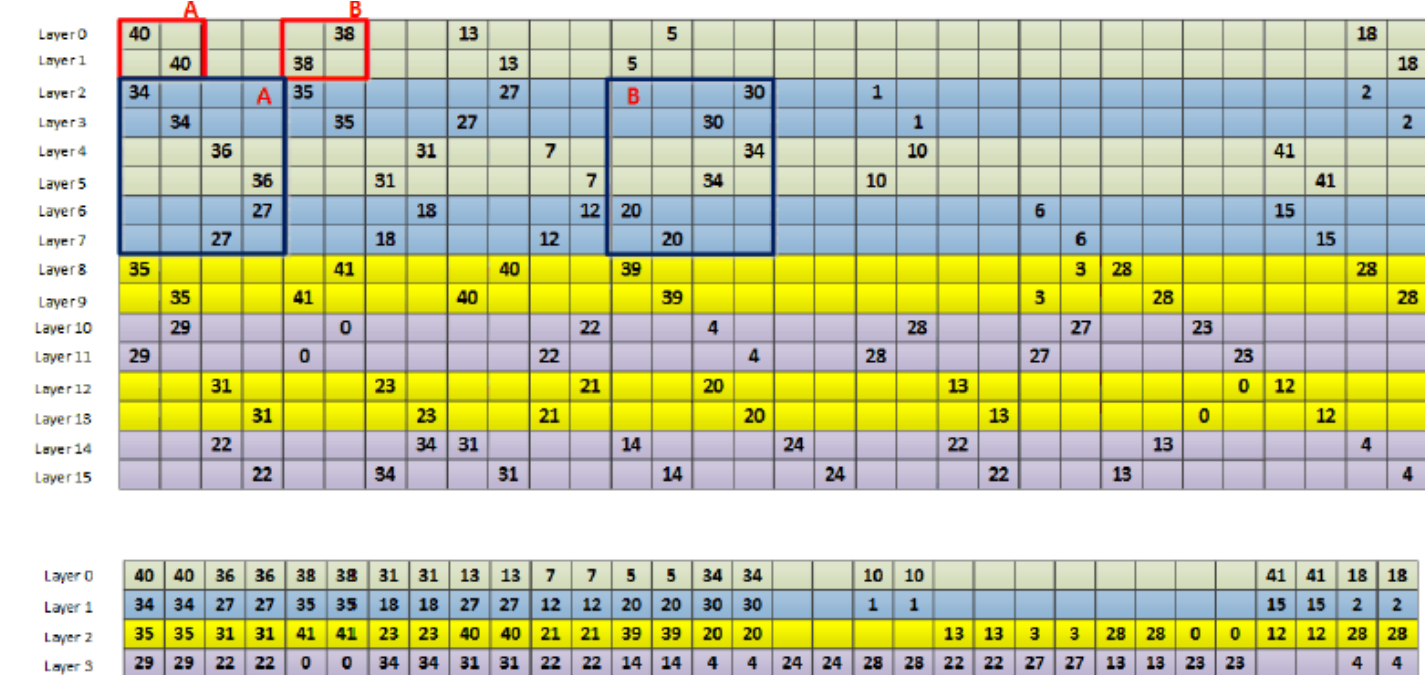 A B
Layer 0 40 38 13 5 18
Layer 1 40 38 13 5 18
Layer 2 34 A 35 27 B 30 1 2
Layer 3 34 35 27 30 1 2
Layer 4 36 31 7 34 10 41
Layer 5 36 31 7 34 10 41
Layer 6 27 18 12 20 6 15
Layer 7 27 18 12 20 6 15
Layer 8 35 41 40 39 3 28 28
Layer 9 35 41 40 39 3 28 28
Layer 10 29 0 22 4 28 27 23
Layer 11 29 0 22 4 28 27 23
Layer 12 31 23 21 20 13 0 12
Layer 13 31 23 21 20 13 0 12
Layer 14 22 34 31 14 24 22 13 4
Layer 15 22 34 31 14 24 22 13 4
Layer 0 40 40 36 36 38 38 31 31 13 13 7 7 5 5 34 34 10 10 41 41 18 18
Layer 1 34 34 27 27 35 35 18 18 27 27 12 12 20 20 30 30 1 1 15 15 2 2
Layer 2 35 35 31 31 41 41 23 23 40 40 21 21 39 39 20 20 13 13 3 3 28 28 0 0 12 12 28 28
Layer 3 29 29 22 22 0 0 34 34 31 31 22 22 14 14 4 4 24 24 28 28 22 22 27 27 13 13 23 23 4 4